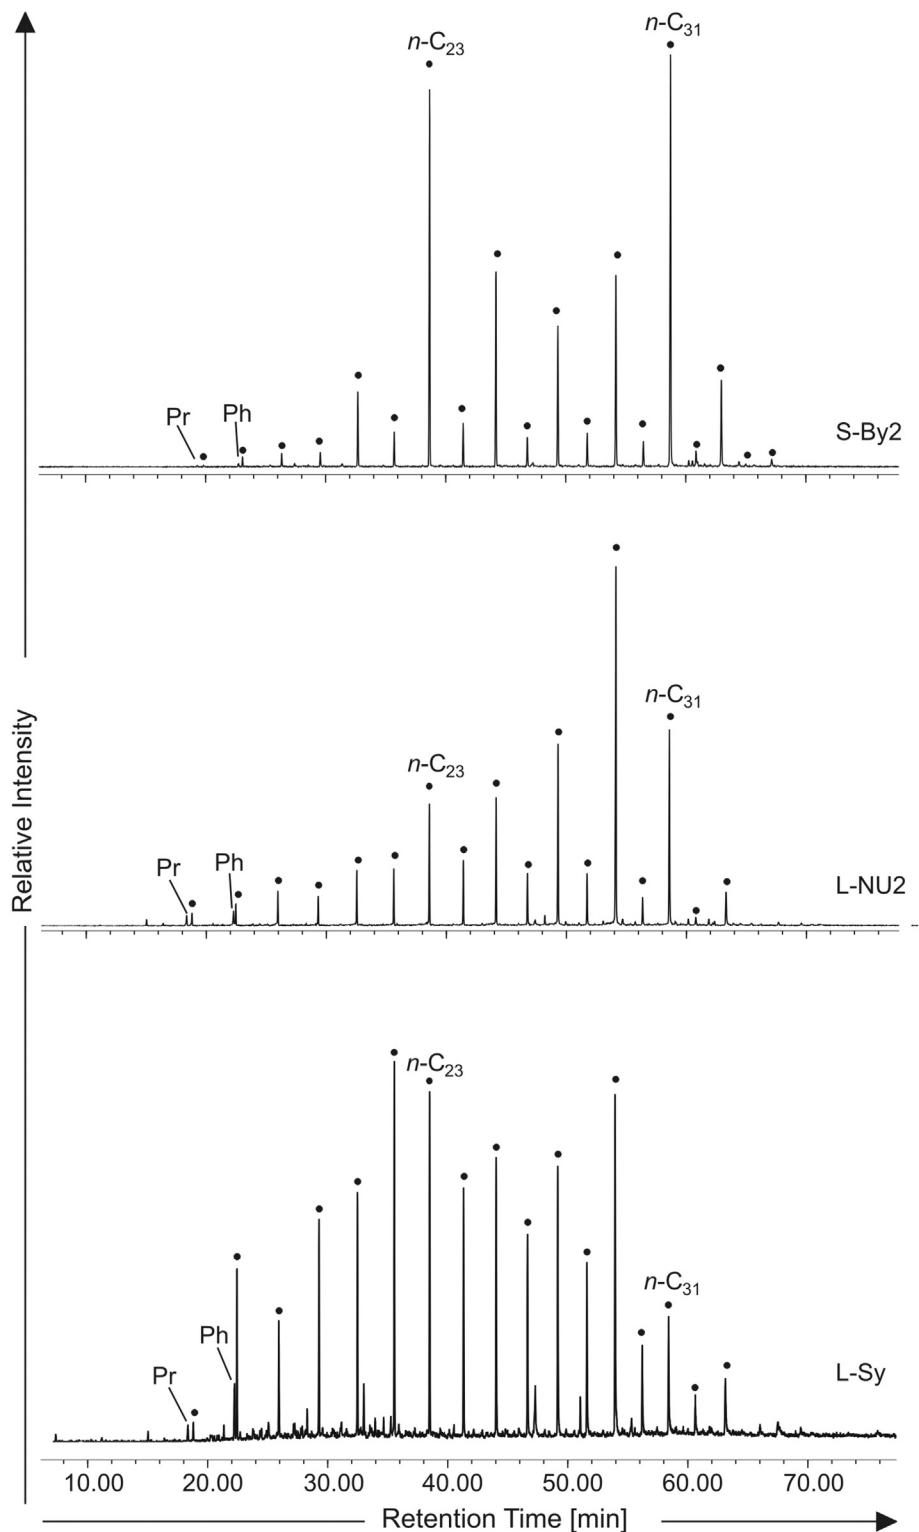 n-C₂₃
n-C₃₁
Pr
Ph
S-By2
n-C₃₁
n-C₂₃
Pr
Ph
L-NU2
Relative Intensity
n-C₂₃
n-C₃₁
Ph
Pr
L-Sy
10.00 20.00 30.00 40.00 50.00 60.00 70.00
Retention Time [min]